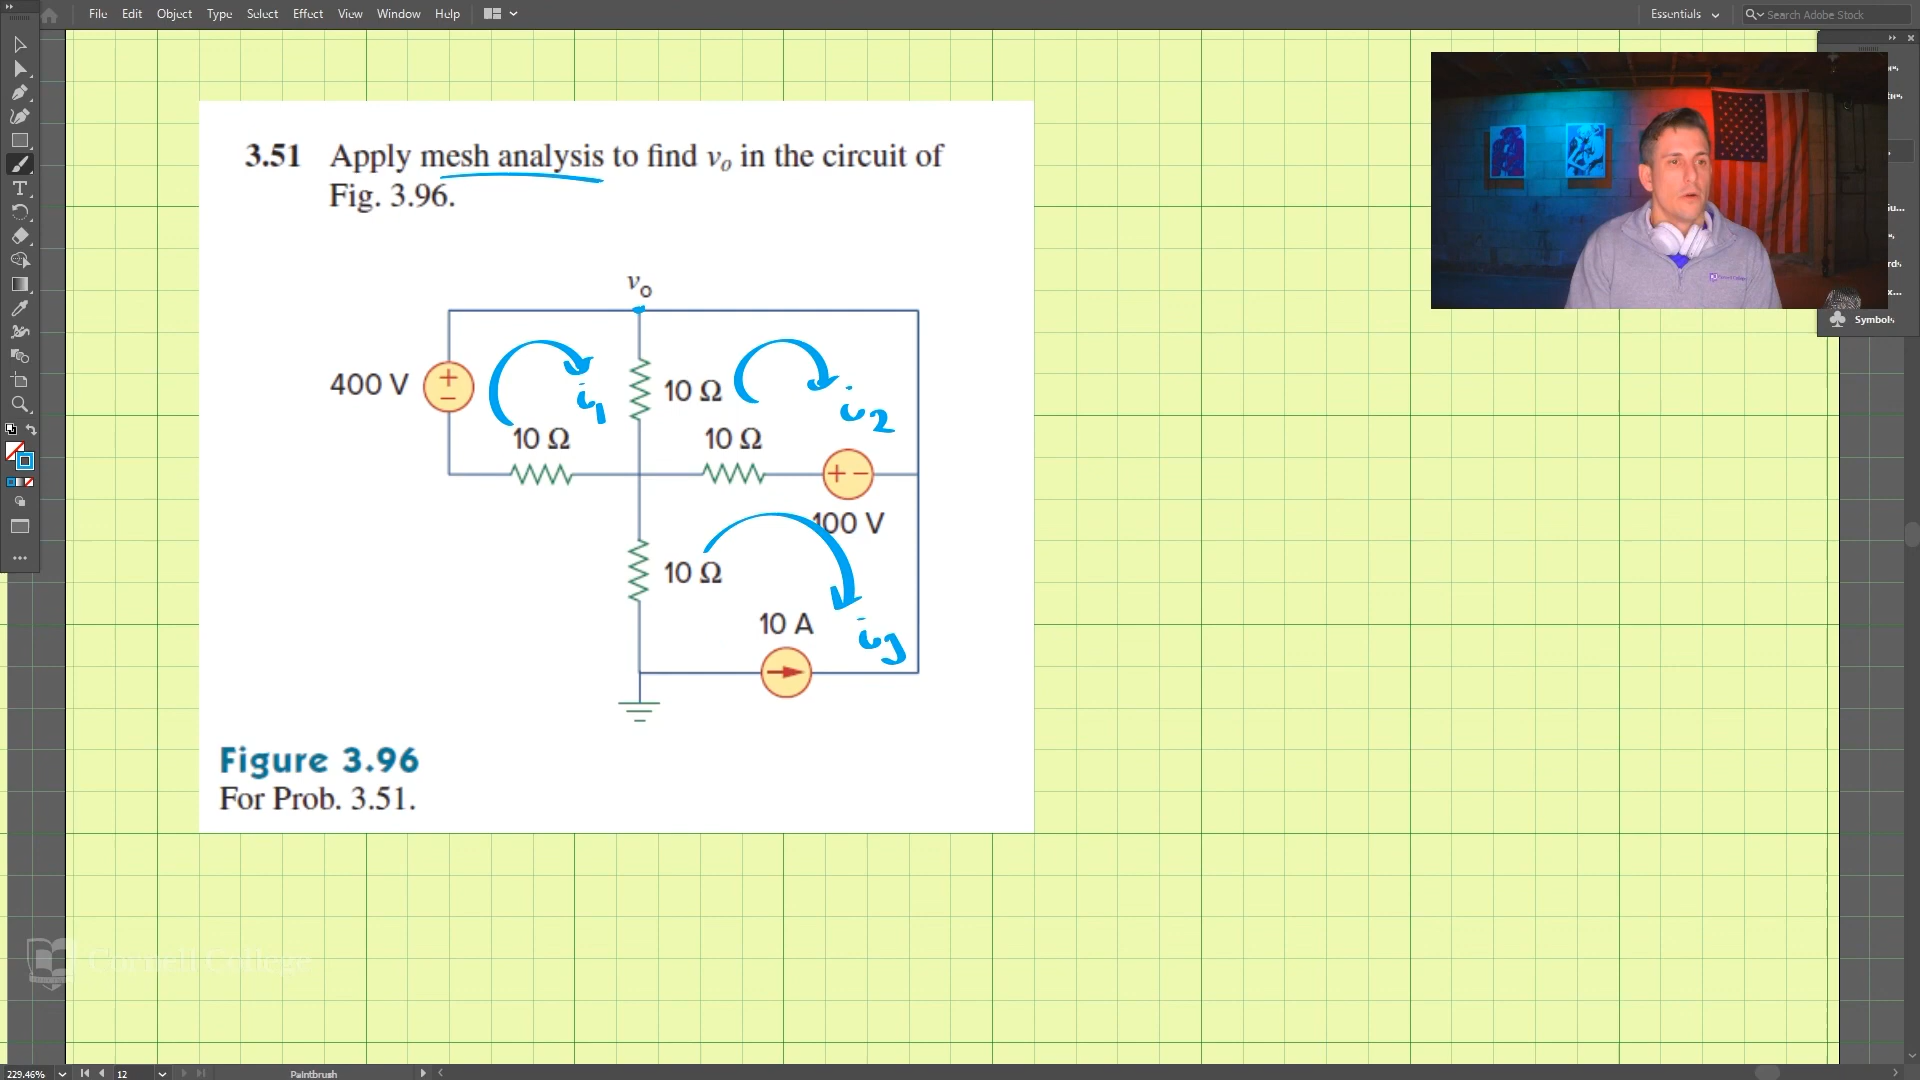 File Edit Object Type Select Effect View Window Help
Essentials
Search Adobe Stock
3.51 Apply mesh analysis to find vo in the circuit of
Fig. 3.96.
vo
400 V
10 Ω
i1
10 Ω
10 Ω
i2
100 V
10 Ω
10 A
i3
Figure 3.96
For Prob. 3.51.
Symbols
Cornell College
229.46%
12
Paintbrush